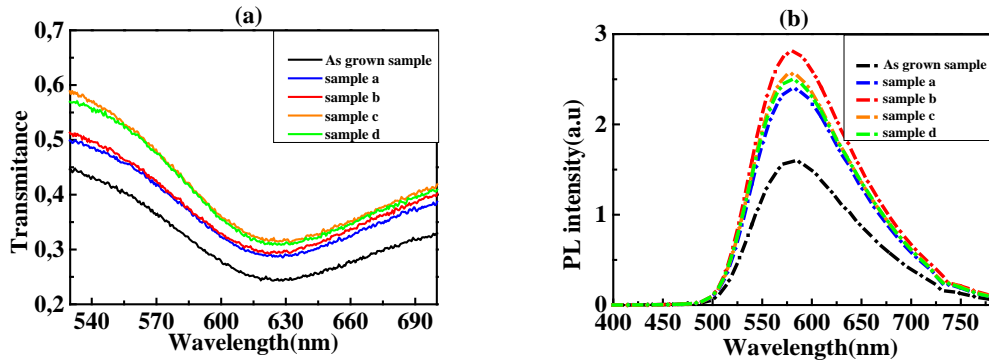 (a)
0,7
0,6
0,5
0,4
0,3
0,2
Transmitance
540 570 600 630 660 690
Wavelength(nm)
As grown sample
sample a
sample b
sample c
sample d
(b)
3
2
1
0
PL intensity(a.u)
400 450 500 550 600 650 700 750
Wavelength(nm)
As grown sample
sample a
sample b
sample c
sample d